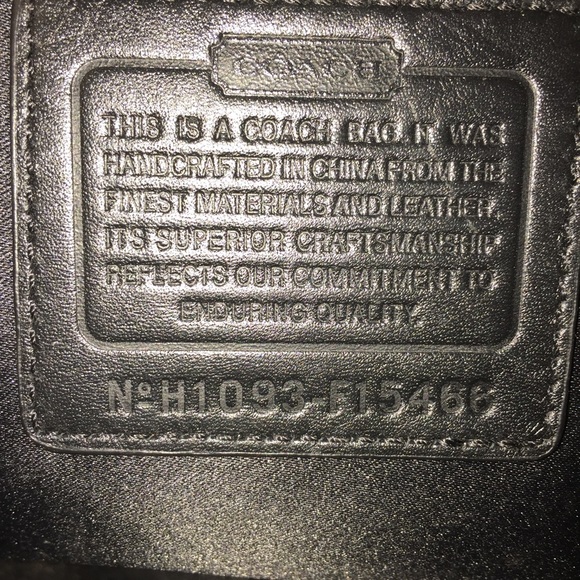 COACH
THIS IS A COACH BAG. IT WAS
HANDCRAFTED IN CHINA FROM THE
FINEST MATERIALS AND LEATHER.
ITS SUPERIOR CRAFTSMANSHIP
REFLECTS OUR COMMITMENT TO
ENDURING QUALITY.
Nº H1093-F15466